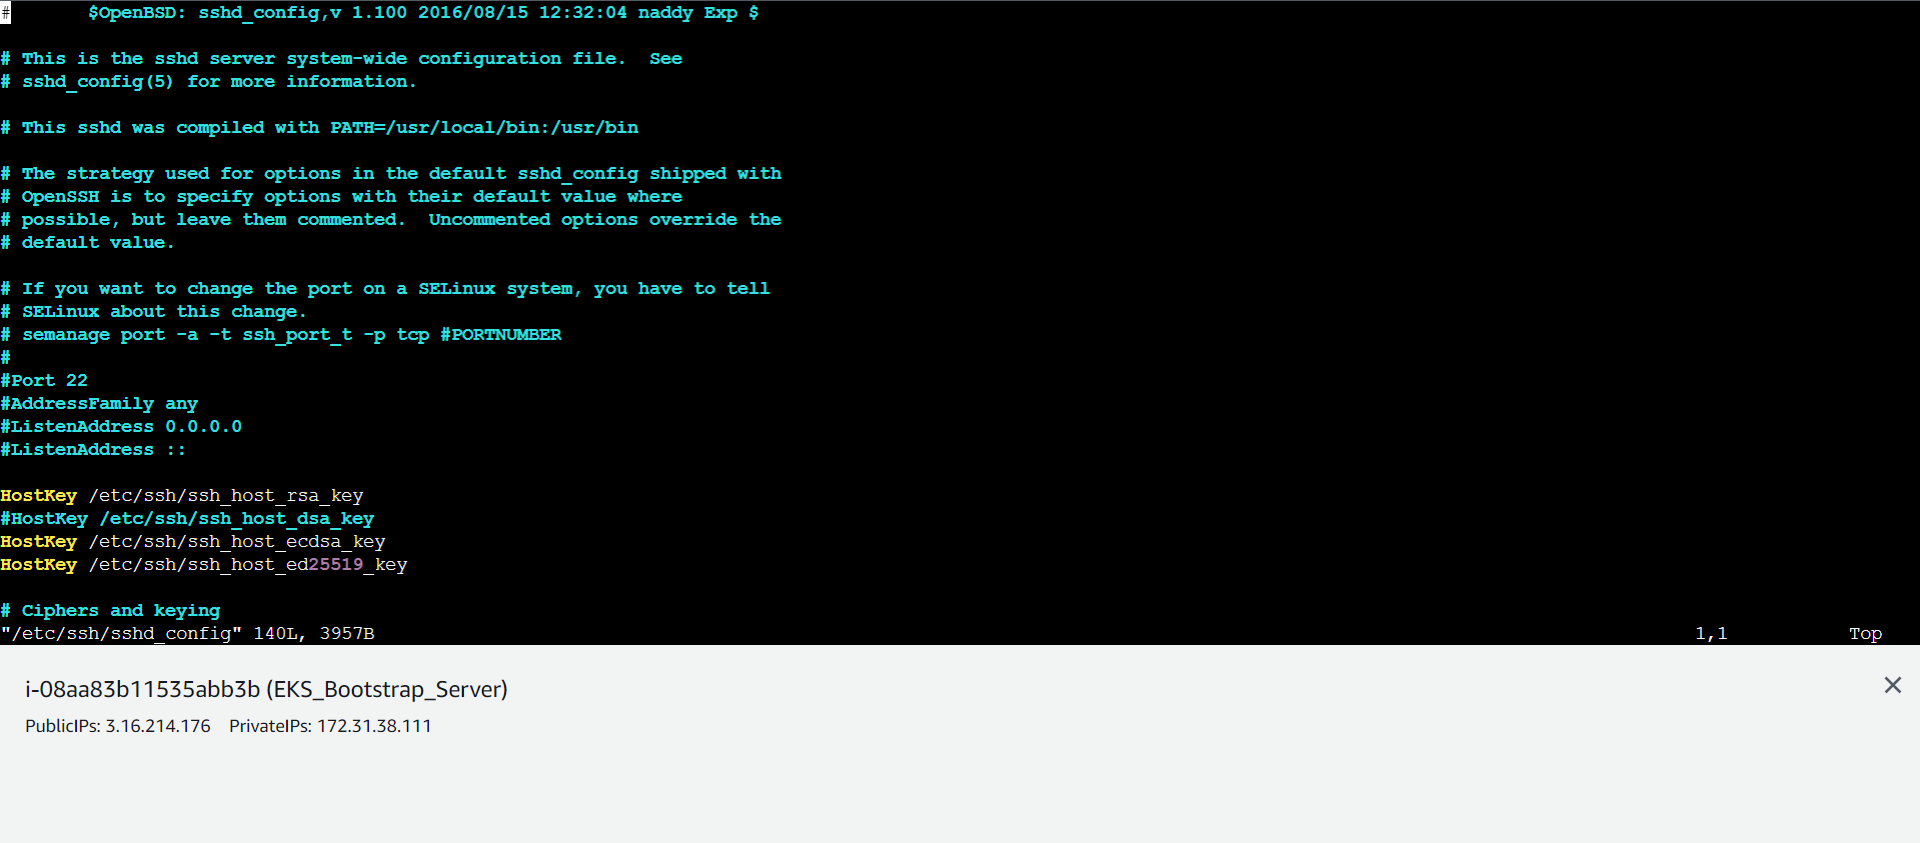 #       $OpenBSD: sshd_config,v 1.100 2016/08/15 12:32:04 naddy Exp $
# This is the sshd server system-wide configuration file.  See
# sshd_config(5) for more information.
# This sshd was compiled with PATH=/usr/local/bin:/usr/bin
# The strategy used for options in the default sshd_config shipped with
# OpenSSH is to specify options with their default value where
# possible, but leave them commented.  Uncommented options override the
# default value.
# If you want to change the port on a SELinux system, you have to tell
# SELinux about this change.
# semanage port -a -t ssh_port_t -p tcp #PORTNUMBER
#
#Port 22
#AddressFamily any
#ListenAddress 0.0.0.0
#ListenAddress ::
HostKey /etc/ssh/ssh_host_rsa_key
#HostKey /etc/ssh/ssh_host_dsa_key
HostKey /etc/ssh/ssh_host_ecdsa_key
HostKey /etc/ssh/ssh_host_ed25519_key
# Ciphers and keying
"/etc/ssh/sshd_config" 140L, 3957B 1,1 Top
i-08aa83b11535abb3b (EKS_Bootstrap_Server)
PublicIPs: 3.16.214.176 PrivateIPs: 172.31.38.111